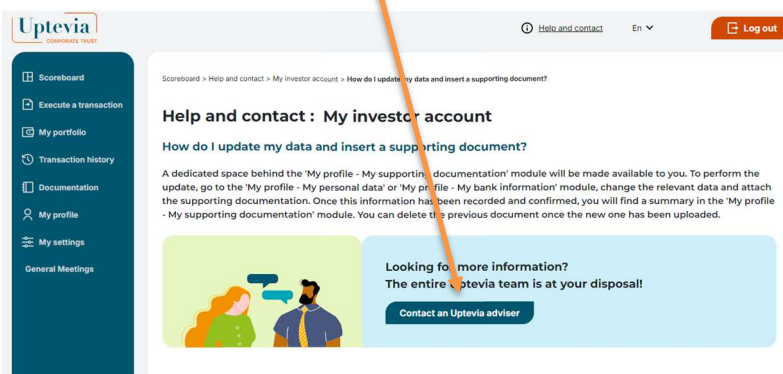 Uptevia
CORPORATE TRUST
Help and contact
En
Log out
Scoreboard
Execute a transaction
My portfolio
Transaction history
Documentation
My profile
My settings
General Meetings
Scoreboard > Help and contact > My investor account > How do I update my data and insert a supporting document?
Help and contact : My investor account
How do I update my data and insert a supporting document?
A dedicated space behind the 'My profile - My supporting documentation' module will be made available to you. To perform the
update, go to the 'My profile - My personal data' or 'My profile - My bank information' module, change the relevant data and attach
the supporting documentation. Once this information has been recorded and confirmed, you will find a summary in the 'My profile
- My supporting documentation' module. You can delete the previous document once the new one has been uploaded.
Looking for more information?
The entire Uptevia team is at your disposal!
Contact an Uptevia adviser